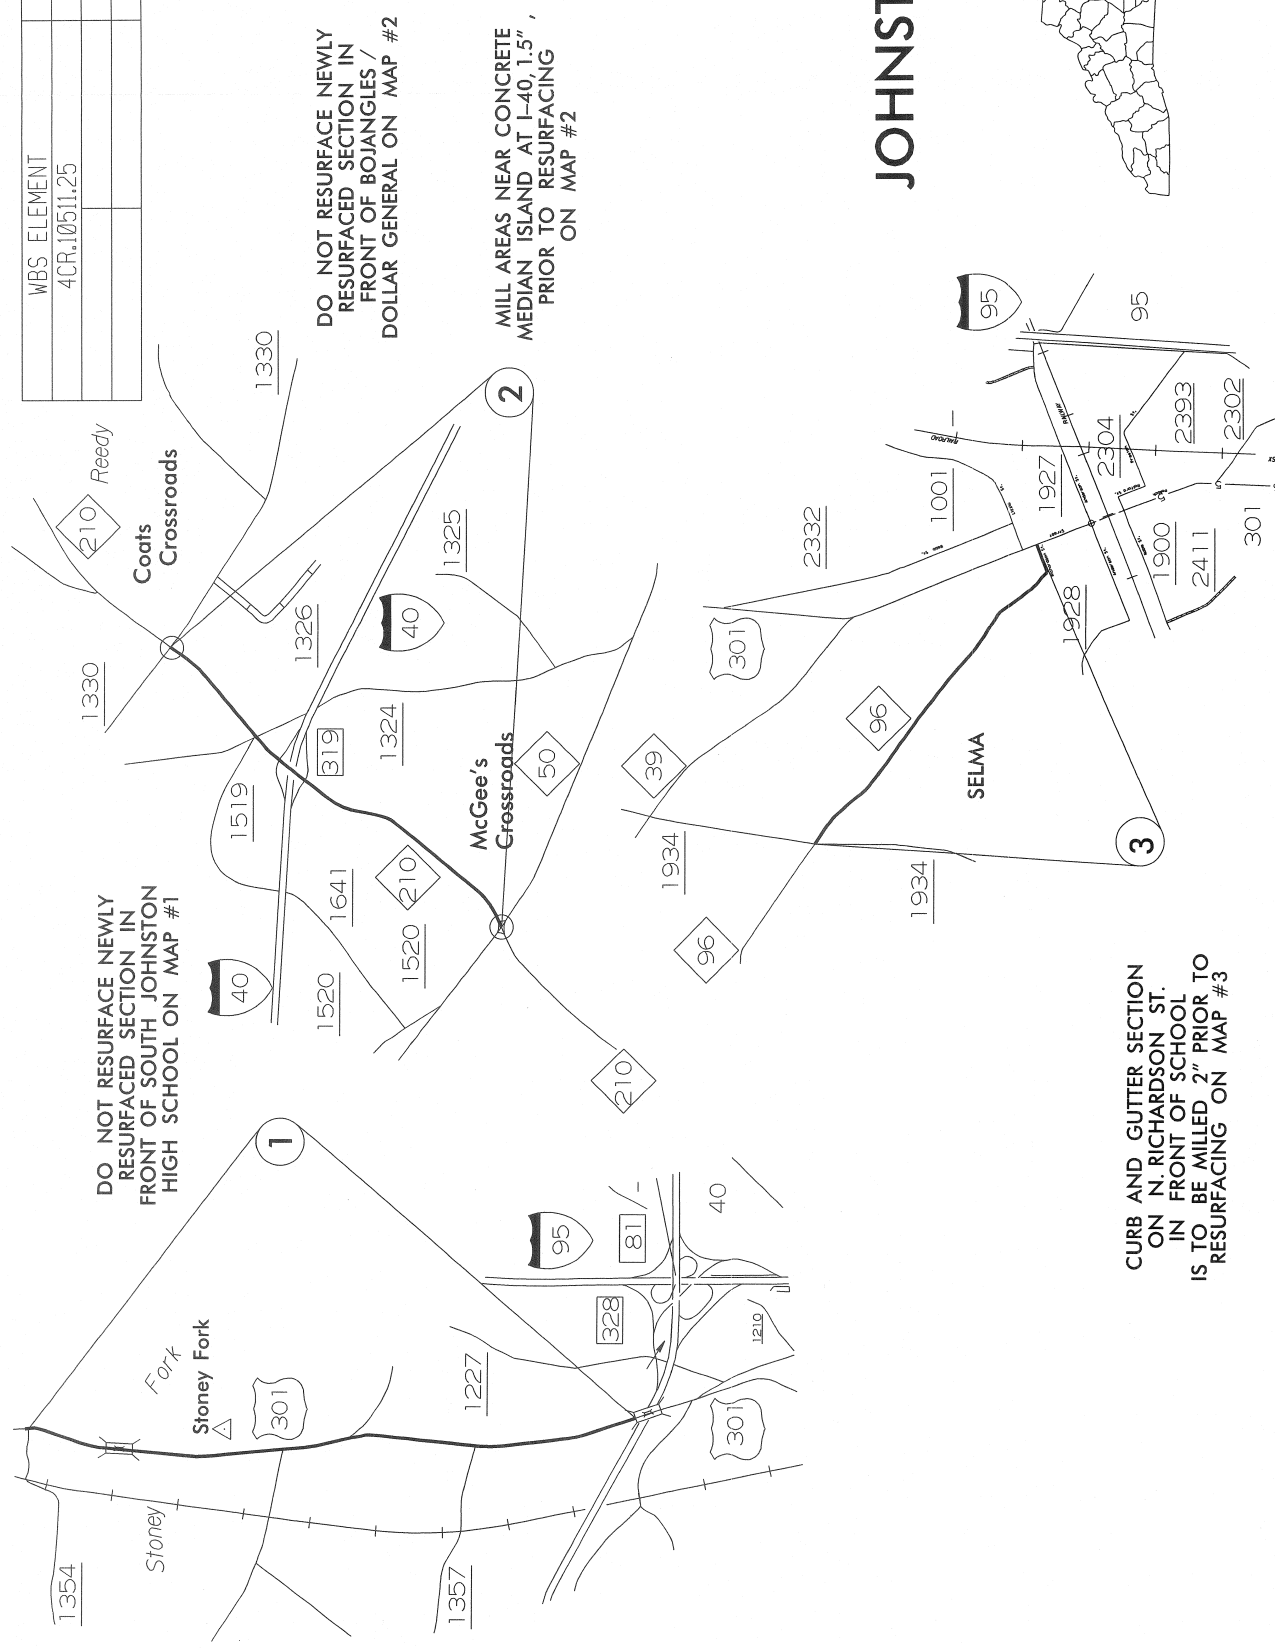 WBS ELEMENT
4CR.10511.25
DO NOT RESURFACE NEWLY
RESURFACED SECTION IN
FRONT OF SOUTH JOHNSTON
HIGH SCHOOL ON MAP #1
DO NOT RESURFACE NEWLY
RESURFACED SECTION IN
FRONT OF BOJANGLES /
DOLLAR GENERAL ON MAP #2
MILL AREAS NEAR CONCRETE
MEDIAN ISLAND AT I-40, 1.5" ,
PRIOR TO RESURFACING
ON MAP #2
JOHNST
1354
Stoney
Fork
Stoney Fork
301
1357
1227
1
95
328
81
40
1210
301
1330
210
Reedy
Coats
Crossroads
1330
1519
1326
319
1324
40
1325
2
40
1520
1641
210
1520
McGee's
Crossroads
50
210
39
301
2332
1001
1934
96
96
1934
SELMA
3
1927
2304
1928
1900
2411
2393
2302
301
95
95
RAILROAD
CURB AND GUTTER SECTION
ON N. RICHARDSON ST.
IN FRONT OF SCHOOL
IS TO BE MILLED 2" PRIOR TO
RESURFACING ON MAP #3